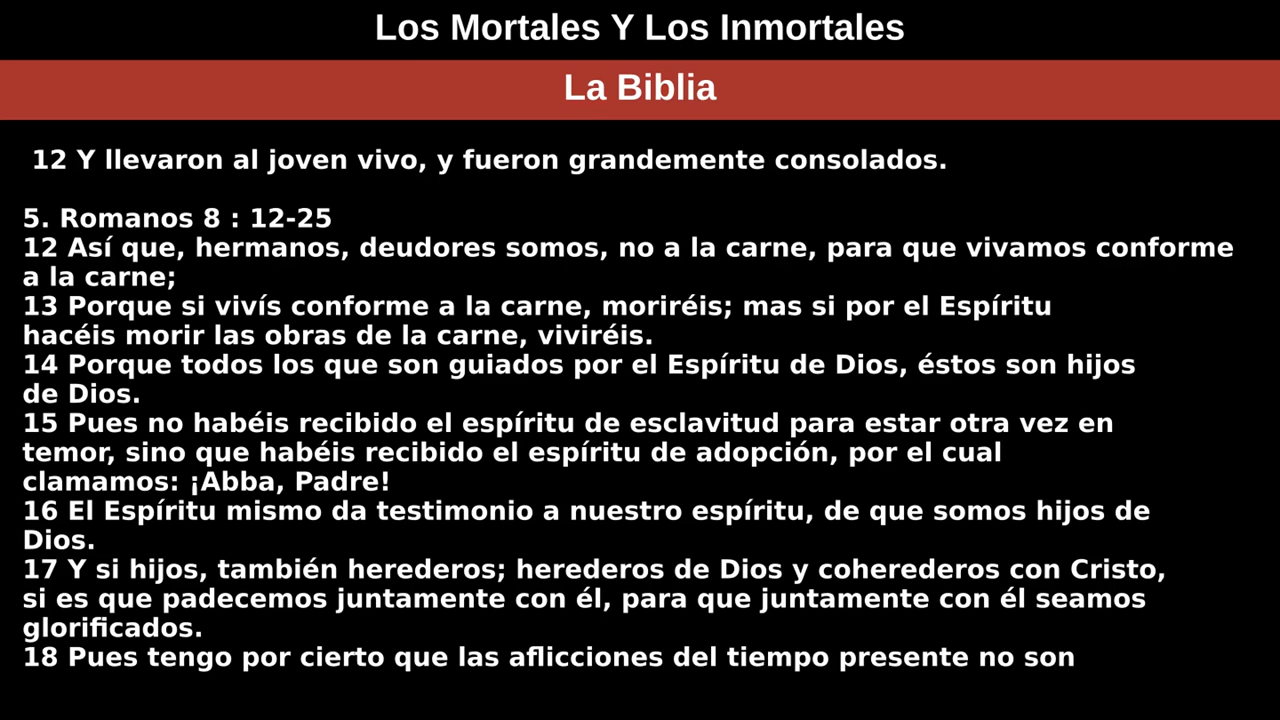 Los Mortales Y Los Inmortales
La Biblia
12 Y llevaron al joven vivo, y fueron grandemente consolados.
5. Romanos 8 : 12-25
12 Así que, hermanos, deudores somos, no a la carne, para que vivamos conforme
a la carne;
13 Porque si vivís conforme a la carne, moriréis; mas si por el Espíritu
hacéis morir las obras de la carne, viviréis.
14 Porque todos los que son guiados por el Espíritu de Dios, éstos son hijos
de Dios.
15 Pues no habéis recibido el espíritu de esclavitud para estar otra vez en
temor, sino que habéis recibido el espíritu de adopción, por el cual
clamamos: ¡Abba, Padre!
16 El Espíritu mismo da testimonio a nuestro espíritu, de que somos hijos de
Dios.
17 Y si hijos, también herederos; herederos de Dios y coherederos con Cristo,
si es que padecemos juntamente con él, para que juntamente con él seamos
glorificados.
18 Pues tengo por cierto que las aflicciones del tiempo presente no son